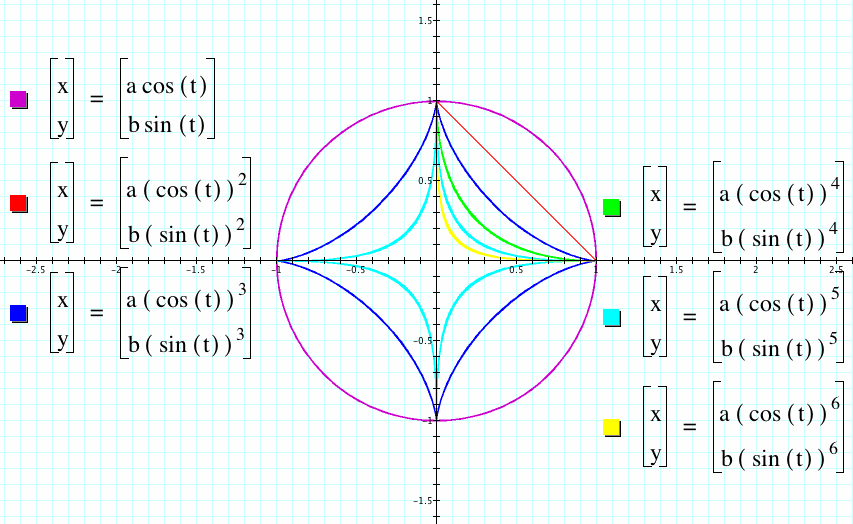 1.5
1
0.5
-0.5
-1
-1.5
-2.5 -2 -1.5 -1 -0.5 0.5 1 1.5 2 2.5
x = a cos (t)
y b sin (t)
x = a ( cos (t) )^2
y b ( sin (t) )^2
x = a ( cos (t) )^3
y b ( sin (t) )^3
x = a ( cos (t) )^4
y b ( sin (t) )^4
x = a ( cos (t) )^5
y b ( sin (t) )^5
x = a ( cos (t) )^6
y b ( sin (t) )^6